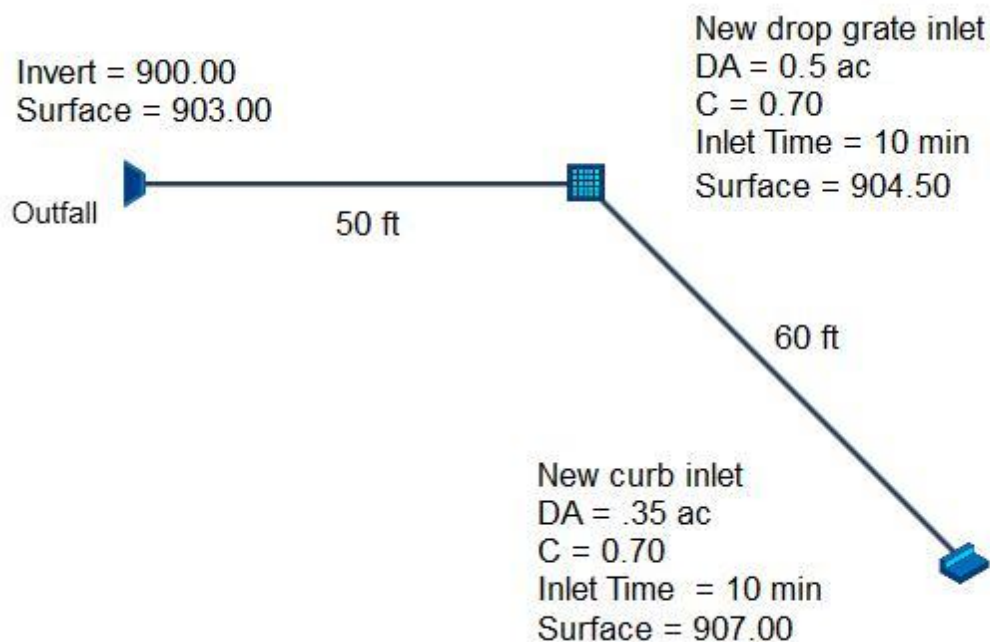 Invert = 900.00
Surface = 903.00
Outfall
50 ft
New drop grate inlet
DA = 0.5 ac
C = 0.70
Inlet Time = 10 min
Surface = 904.50
60 ft
New curb inlet
DA = .35 ac
C = 0.70
Inlet Time = 10 min
Surface = 907.00